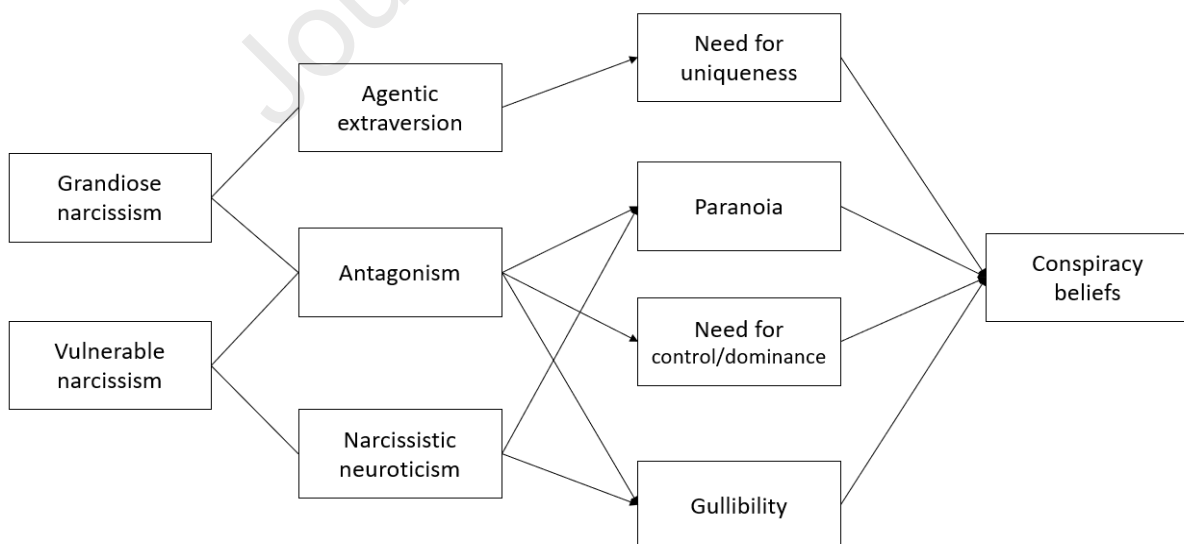 Jou
Need for
uniqueness
Agentic
extraversion
Grandiose
narcissism
Paranoia
Antagonism
Conspiracy
beliefs
Need for
control/dominance
Vulnerable
narcissism
Narcissistic
neuroticism
Gullibility